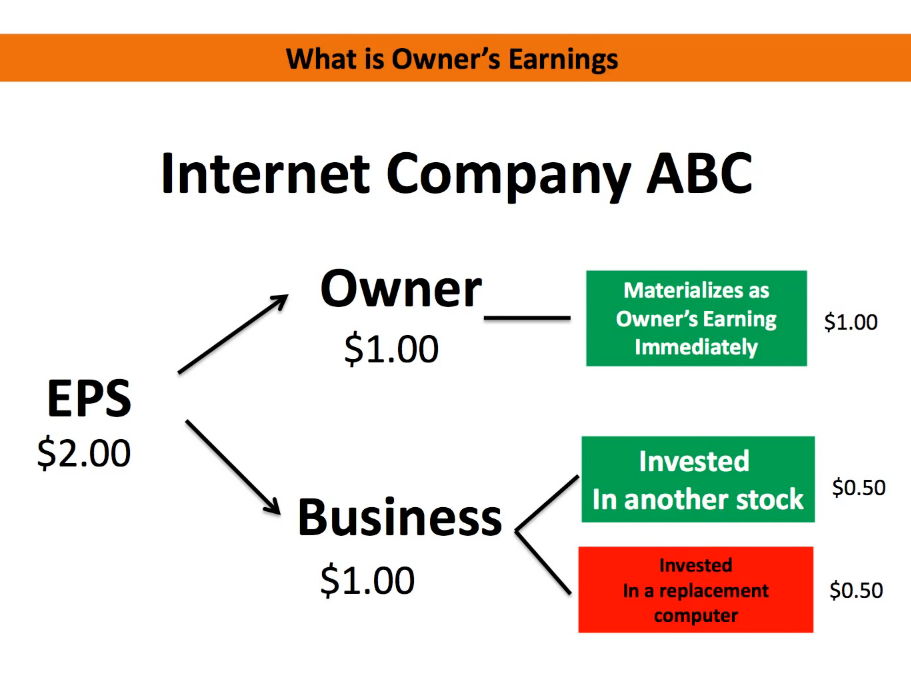 What is Owner’s Earnings
Internet Company ABC
Owner
$1.00
Materializes as
Owner’s Earning
Immediately
$1.00
EPS
$2.00
Business
$1.00
Invested
In another stock
$0.50
Invested
In a replacement
computer
$0.50